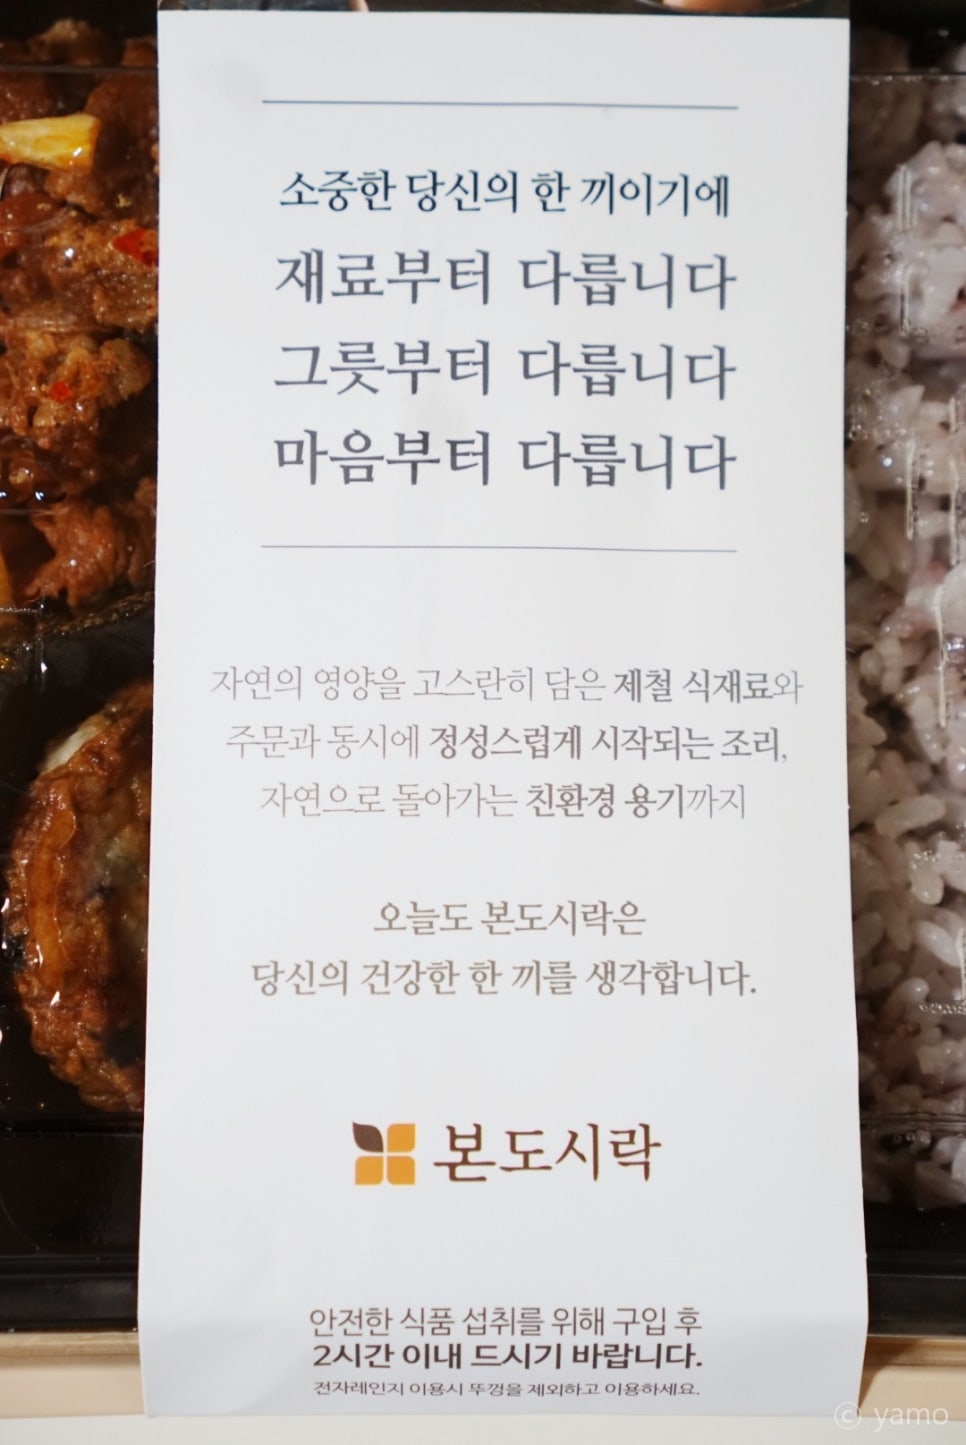 소중한 당신의 한 끼이기에
재료부터 다릅니다
그릇부터 다릅니다
마음부터 다릅니다
자연의 영양을 고스란히 담은 제철 식재료와
주문과 동시에 정성스럽게 시작되는 조리,
자연으로 돌아가는 친환경 용기까지
오늘도 본도시락은
당신의 건강한 한 끼를 생각합니다.
본도시락
안전한 식품 섭취를 위해 구입 후
2시간 이내 드시기 바랍니다.
전자레인지 이용시 뚜껑을 제외하고 이용하세요.
ⓒ yamo